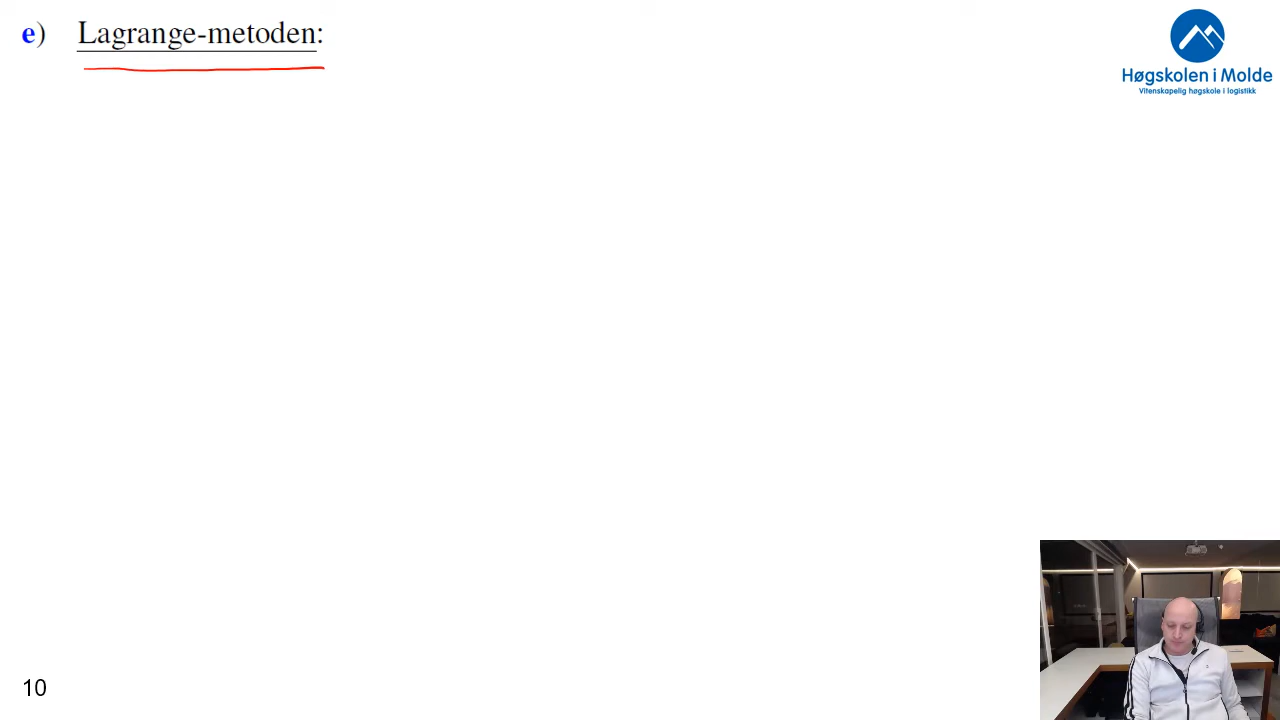 e) Lagrange-metoden:
Høgskolen i Molde
Vitenskapelig høgskole i logistikk
10